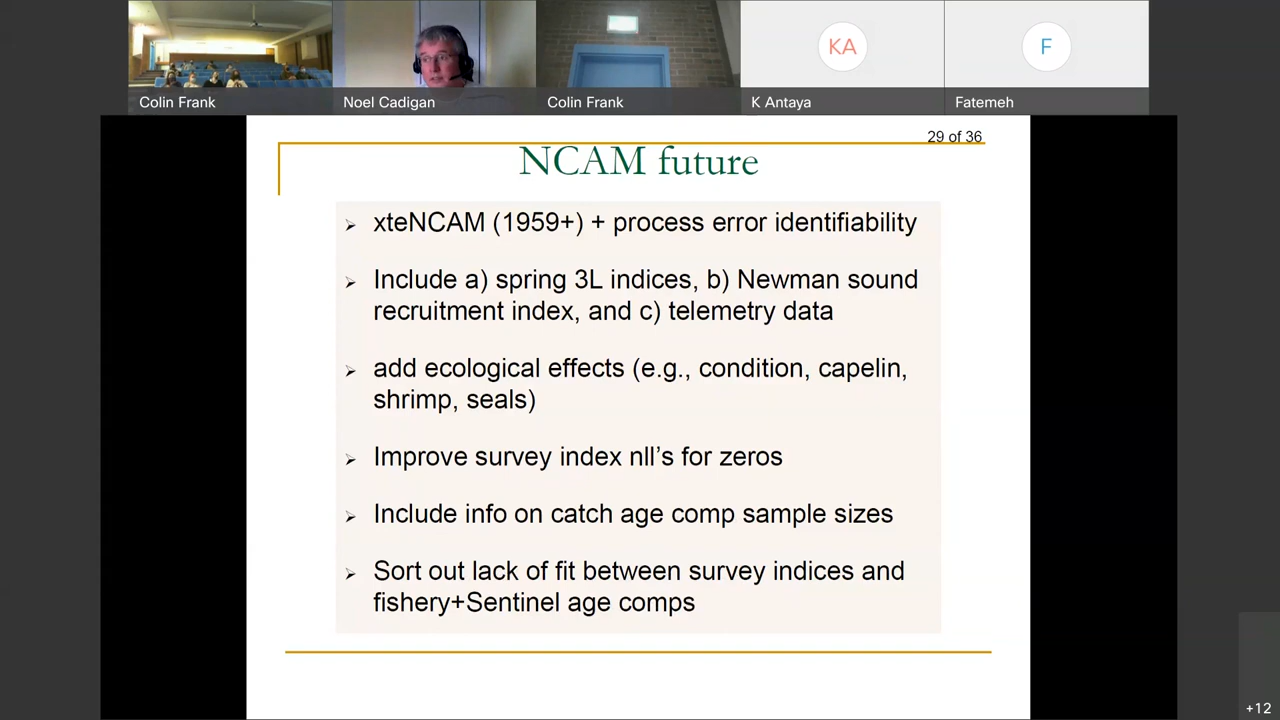 KA
F
Colin Frank
Noel Cadigan
Colin Frank
K Antaya
Fatemeh
29 of 36
NCAM future
xteNCAM (1959+) + process error identifiability
Include a) spring 3L indices, b) Newman sound
recruitment index, and c) telemetry data
add ecological effects (e.g., condition, capelin,
shrimp, seals)
Improve survey index nll's for zeros
Include info on catch age comp sample sizes
Sort out lack of fit between survey indices and
fishery+Sentinel age comps
+12